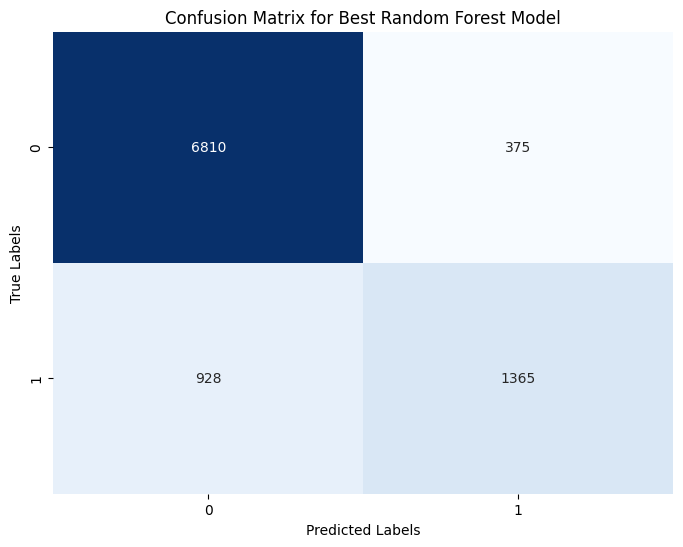 Confusion Matrix for Best Random Forest Model
True Labels
0
6810
375
1
928
1365
0
1
Predicted Labels